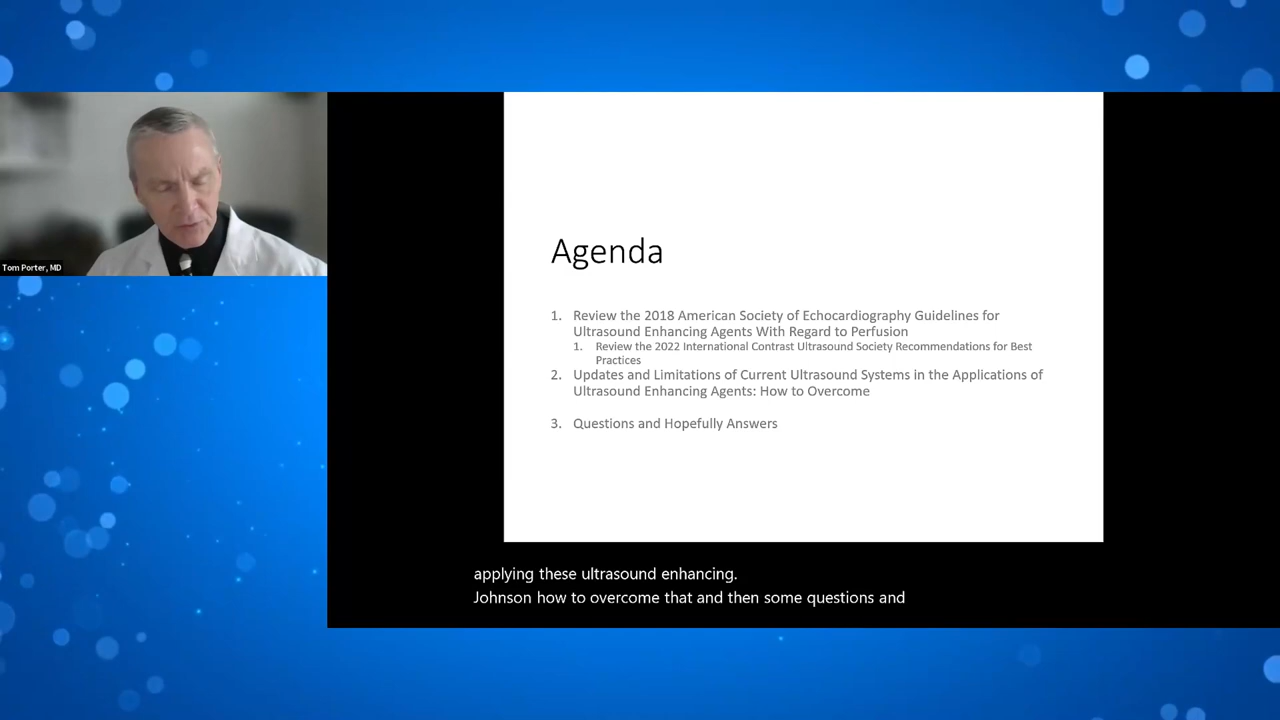 Tom Porter, MD
Agenda
1. Review the 2018 American Society of Echocardiography Guidelines for
Ultrasound Enhancing Agents With Regard to Perfusion
1. Review the 2022 International Contrast Ultrasound Society Recommendations for Best
Practices
2. Updates and Limitations of Current Ultrasound Systems in the Applications of
Ultrasound Enhancing Agents: How to Overcome
3. Questions and Hopefully Answers
applying these ultrasound enhancing.
Johnson how to overcome that and then some questions and